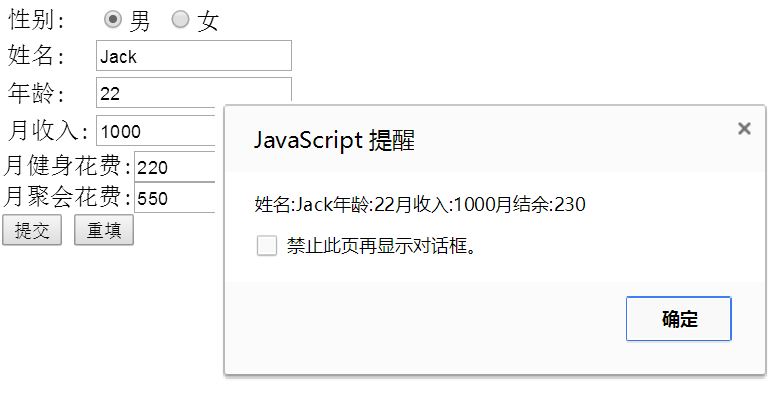 性别: 男 女
姓名: Jack
年龄: 22
月收入: 1000
月健身花费: 220
月聚会花费: 550
提交 重填
JavaScript 提醒
姓名:Jack年龄:22月收入:1000月结余:230
禁止此页再显示对话框。
确定